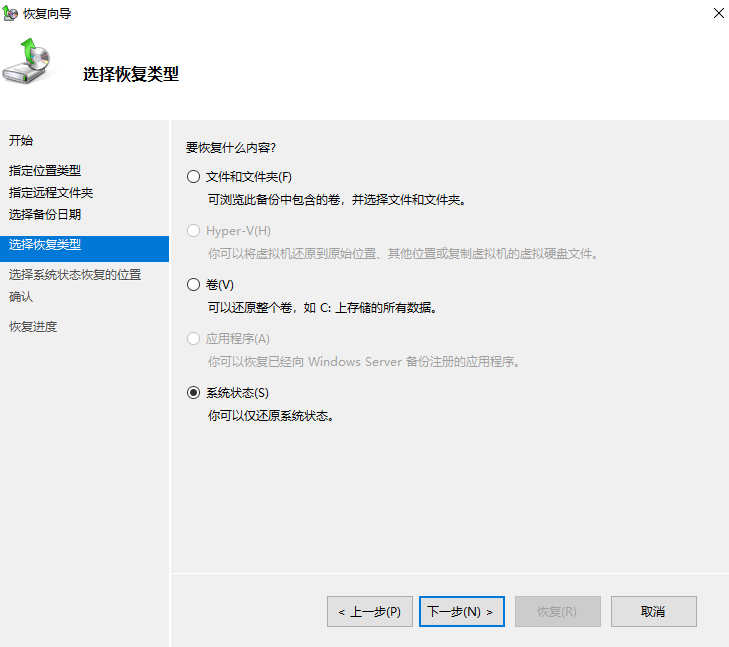 恢复向导
选择恢复类型
开始
指定位置类型
指定远程文件夹
选择备份日期
选择恢复类型
选择系统状态恢复的位置
确认
恢复进度
要恢复什么内容?
文件和文件夹(F)
可浏览此备份中包含的卷，并选择文件和文件夹。
Hyper-V(H)
你可以将虚拟机还原到原始位置、其他位置或复制虚拟机的虚拟硬盘文件。
卷(V)
可以还原整个卷，如 C: 上存储的所有数据。
应用程序(A)
你可以恢复已经向 Windows Server 备份注册的应用程序。
系统状态(S)
你可以仅还原系统状态。
< 上一步(P)
下一步(N) >
恢复(R)
取消